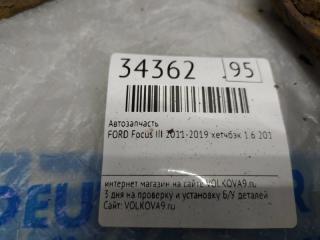 34362 95
Автозапчасть
FORD Focus III 2011-2019 хетчбэк 1.6 201
интернет магазин на сайте VOLKOVA9.ru
3 дня на проверку и установку Б/У деталей
Сайт: VOLKOVA9.ru